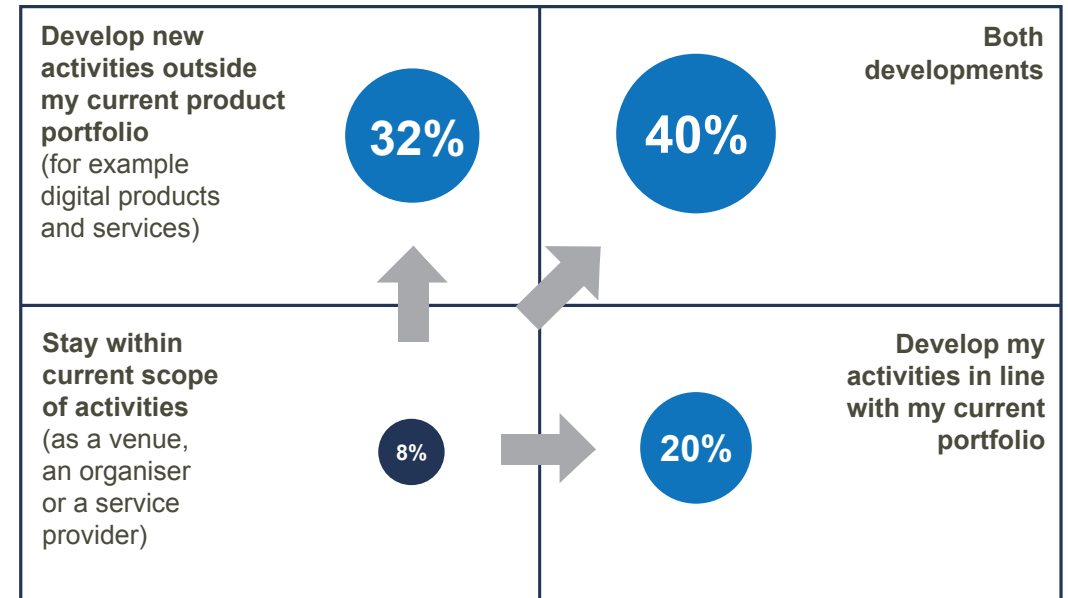 Develop new
activities outside
my current product
portfolio
(for example
digital products
and services)
32%
Both
developments
40%
Stay within
current scope
of activities
(as a venue,
an organiser
or a service
provider)
8%
Develop my
activities in line
with my current
portfolio
20%